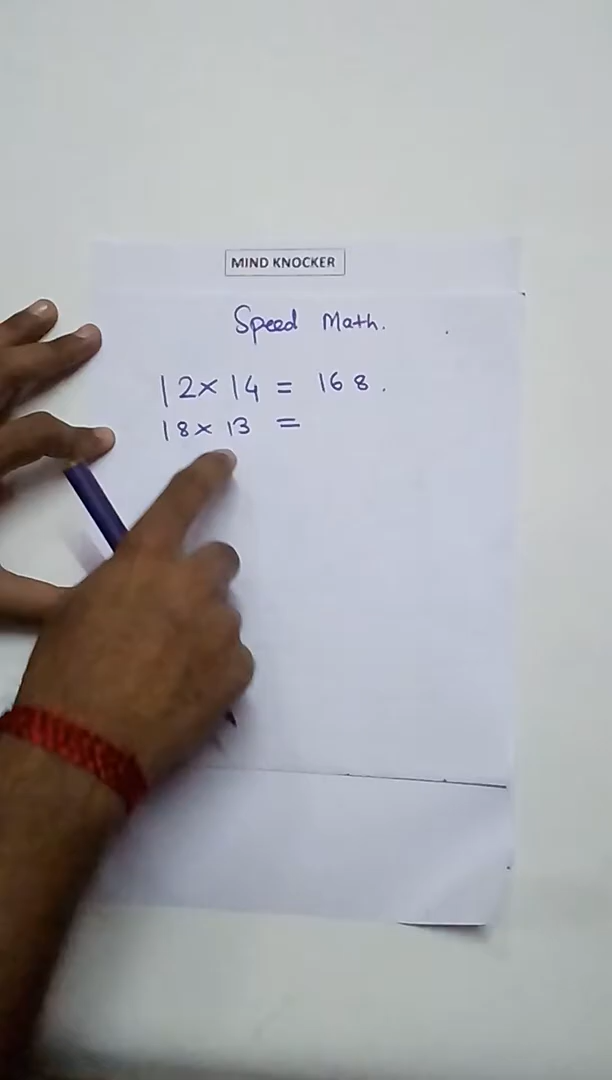 MIND KNOCKER
Speed Math.
12 x 14 = 168.
18 x 13 =